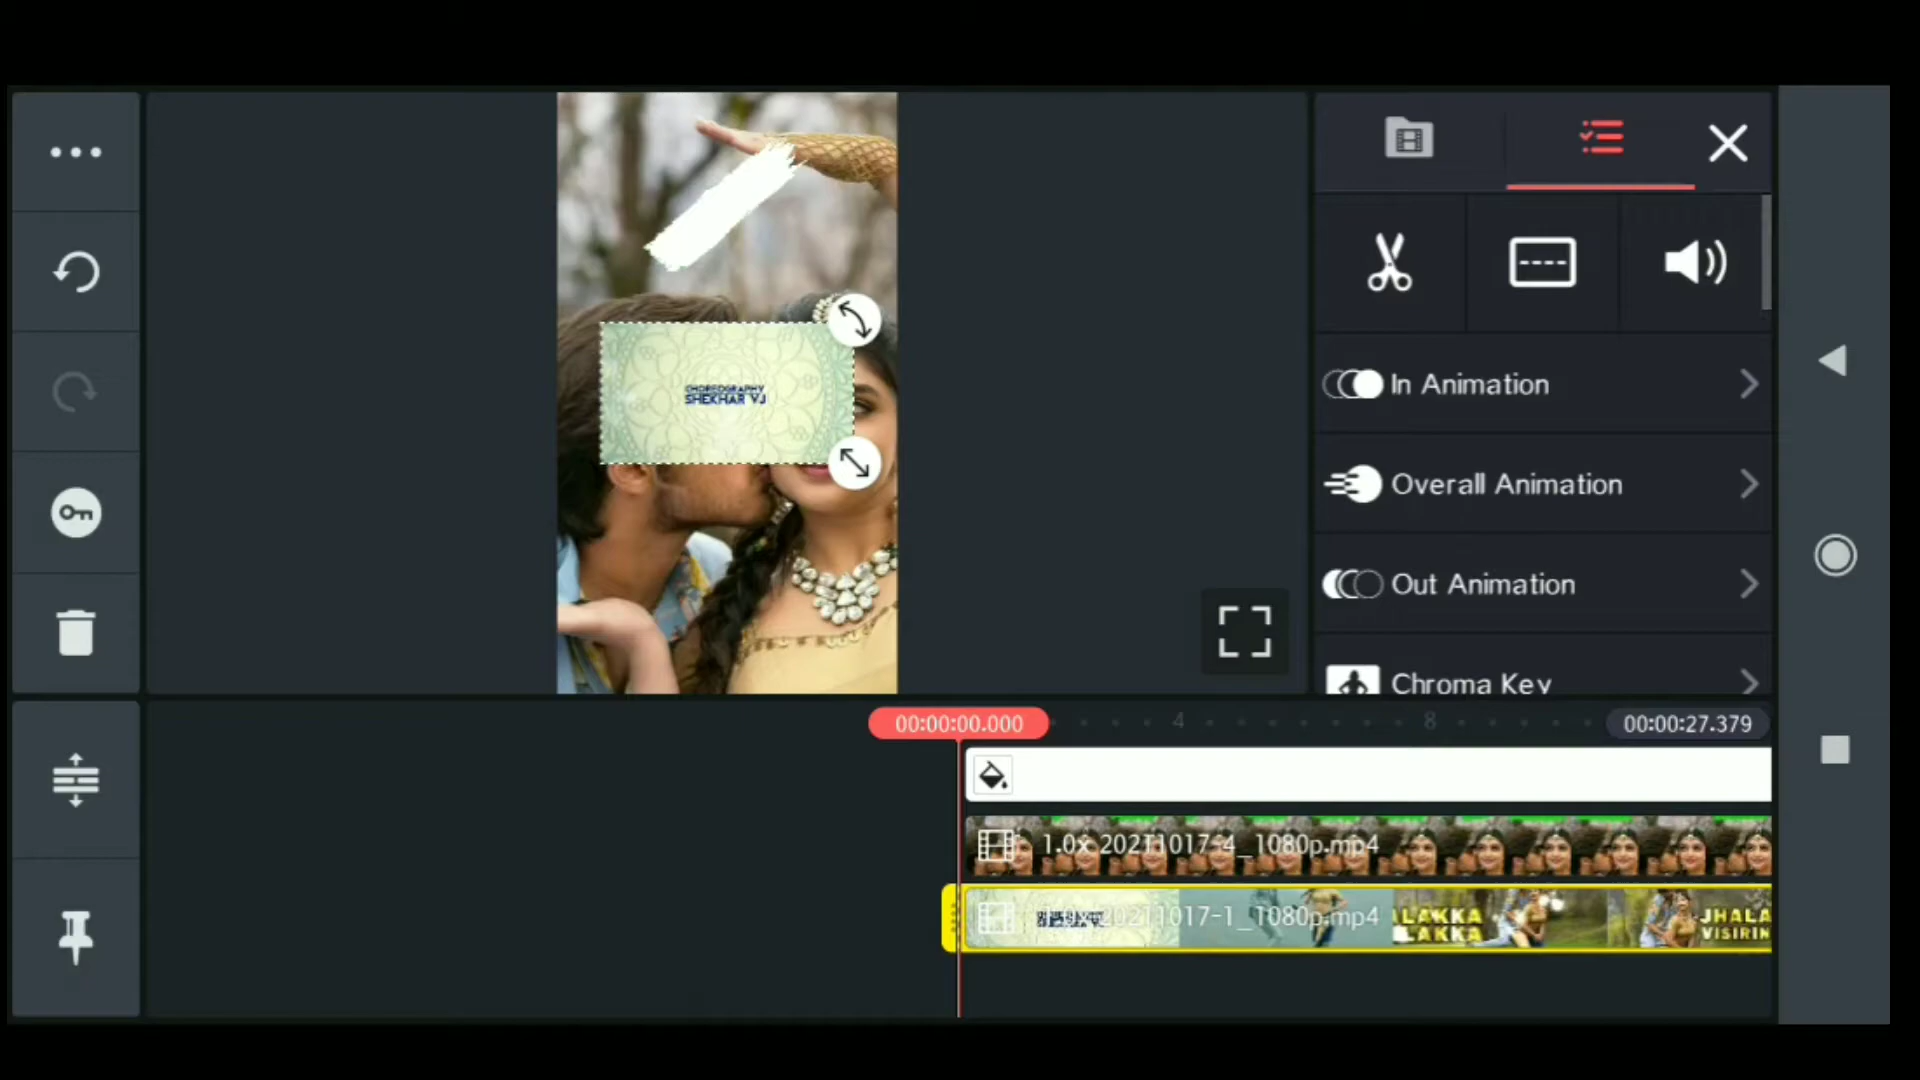 CHOREOGRAPHY
SHEKHAR VJ
In Animation
Overall Animation
Out Animation
Chroma Key
00:00:00.000
4
8
00:00:27.379
1.0x 20211017-4_1080p.mp4
20211017-1_1080p.mp4
LAKKA
LAKKA
JHALA
VISIRIN